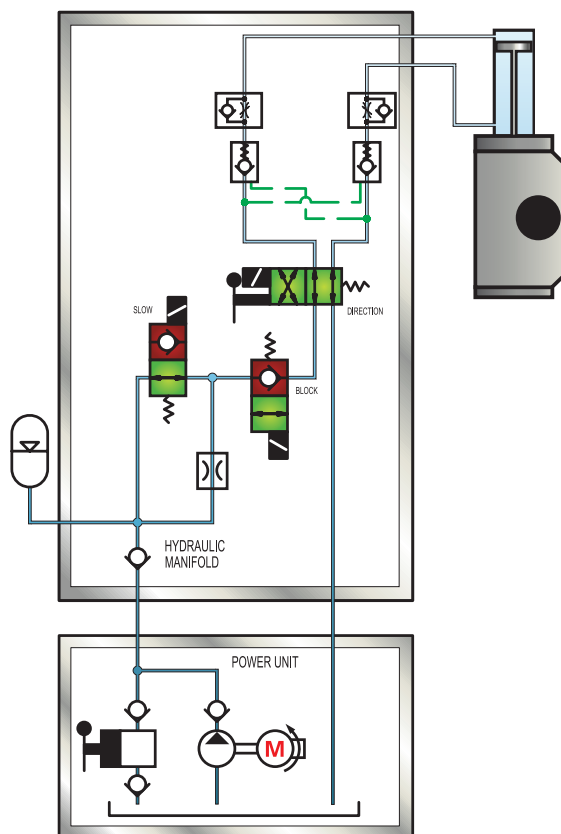 SLOW
DIRECTION
BLOCK
HYDRAULIC
MANIFOLD
POWER UNIT
M